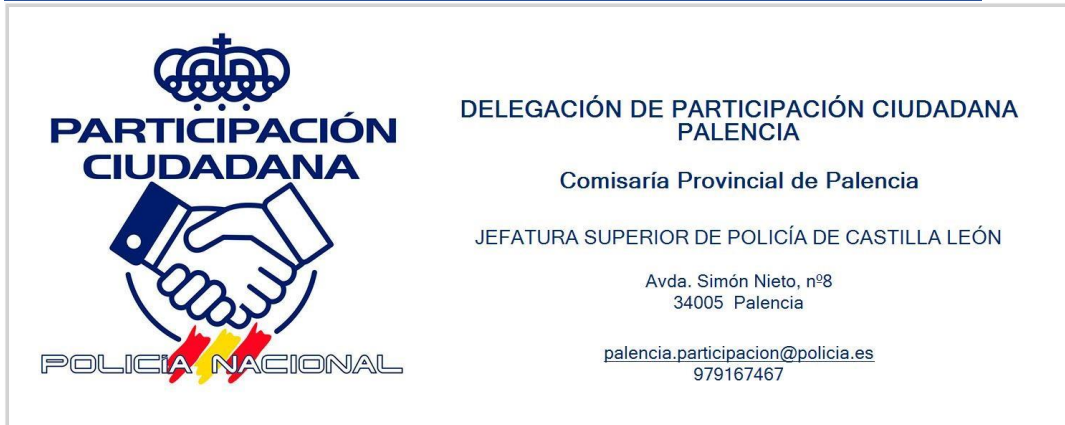 PARTICIPACIÓN
CIUDADANA
POLICÍA NACIONAL
DELEGACIÓN DE PARTICIPACIÓN CIUDADANA
PALENCIA
Comisaría Provincial de Palencia
JEFATURA SUPERIOR DE POLICÍA DE CASTILLA LEÓN
Avda. Simón Nieto, nº8
34005 Palencia
palencia.participacion@policia.es
979167467